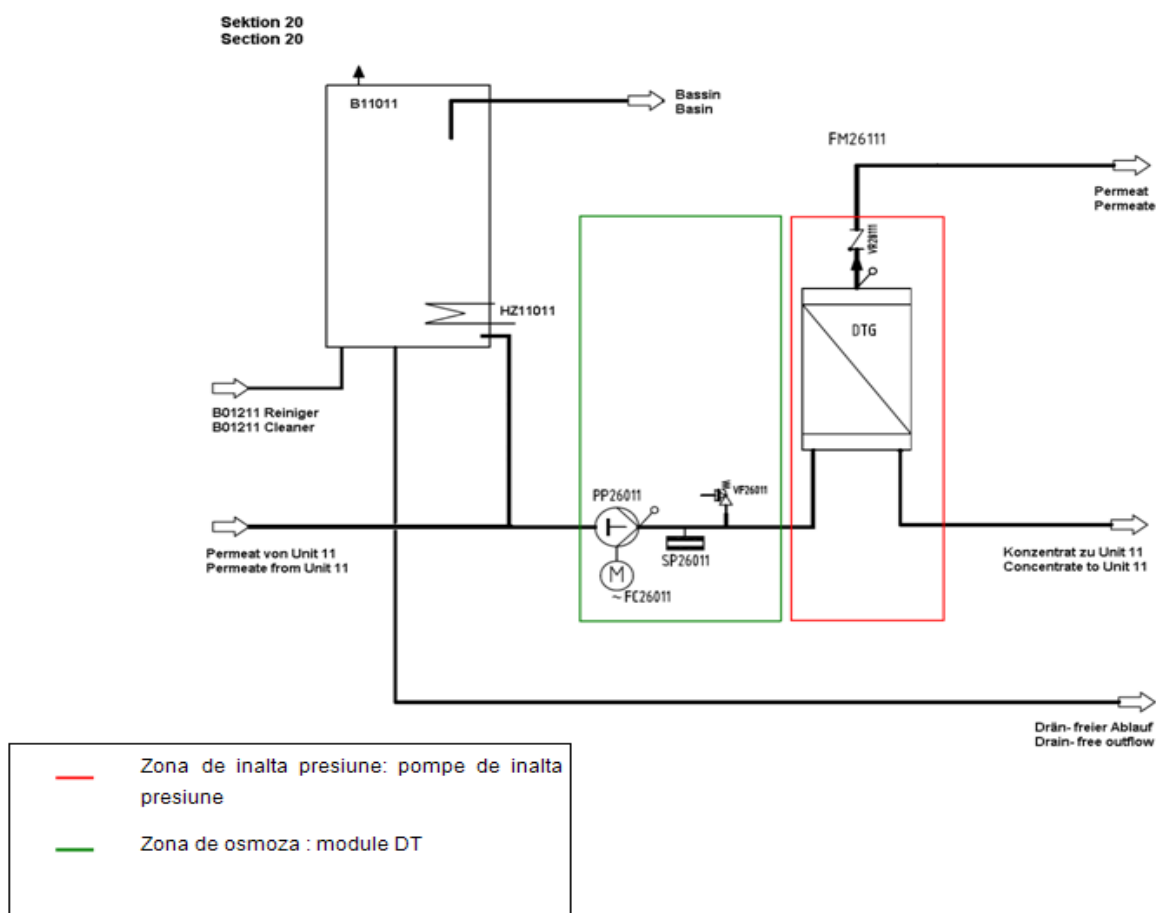 Sektion 20
Section 20
B11011
Bassin
Basin
FM26111
Permeat
Permeate
VR28111
HZ11011
DTG
B01211 Reiniger
B01211 Cleaner
PP26011
VF26011
Permeat von Unit 11
Permeate from Unit 11
SP26011
M
~FC26011
Konzentrat zu Unit 11
Concentrate to Unit 11
Drän- freier Ablauf
Drain- free outflow
Zona de inalta presiune: pompe de inalta
presiune
Zona de osmoza : module DT